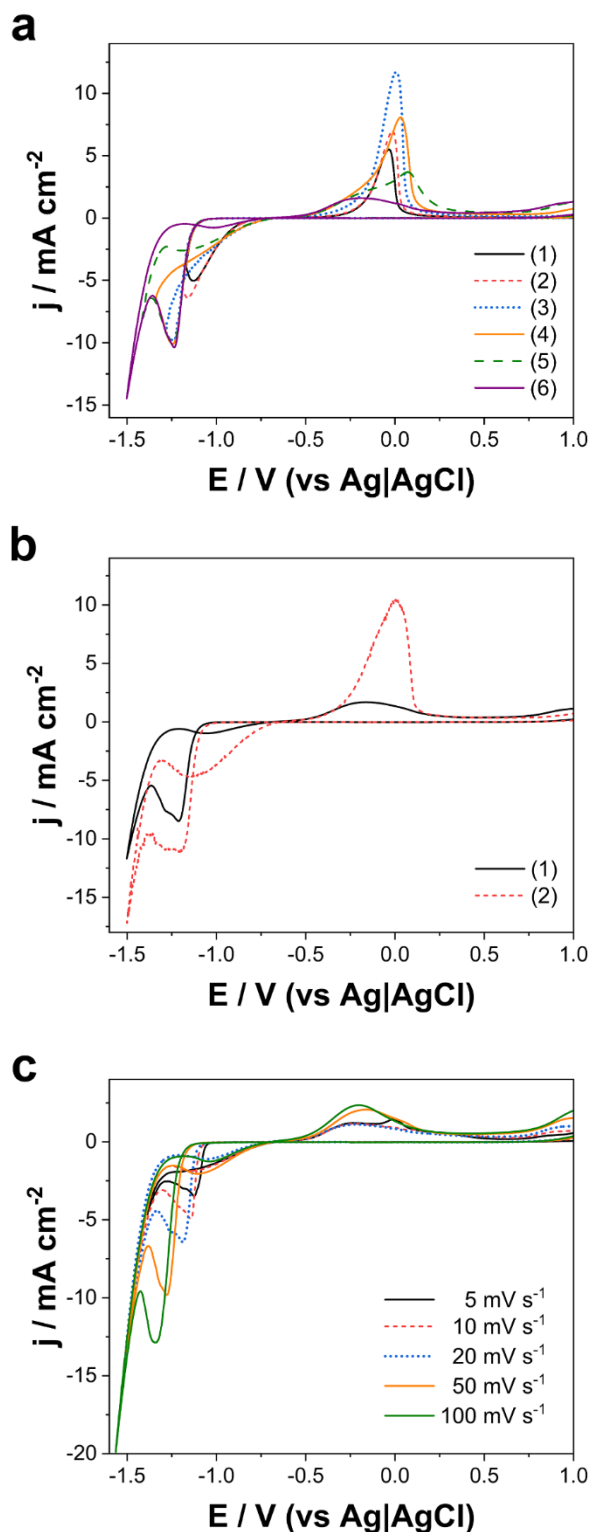 a
j / mA cm⁻²
10
5
0
-5
-10
-15
(1)
(2)
(3)
(4)
(5)
(6)
-1.5 -1.0 -0.5 0.0 0.5 1.0
E / V (vs Ag|AgCl)
b
j / mA cm⁻²
10
5
0
-5
-10
-15
(1)
(2)
-1.5 -1.0 -0.5 0.0 0.5 1.0
E / V (vs Ag|AgCl)
c
j / mA cm⁻²
0
-5
-10
-15
-20
5 mV s⁻¹
10 mV s⁻¹
20 mV s⁻¹
50 mV s⁻¹
100 mV s⁻¹
-1.5 -1.0 -0.5 0.0 0.5 1.0
E / V (vs Ag|AgCl)